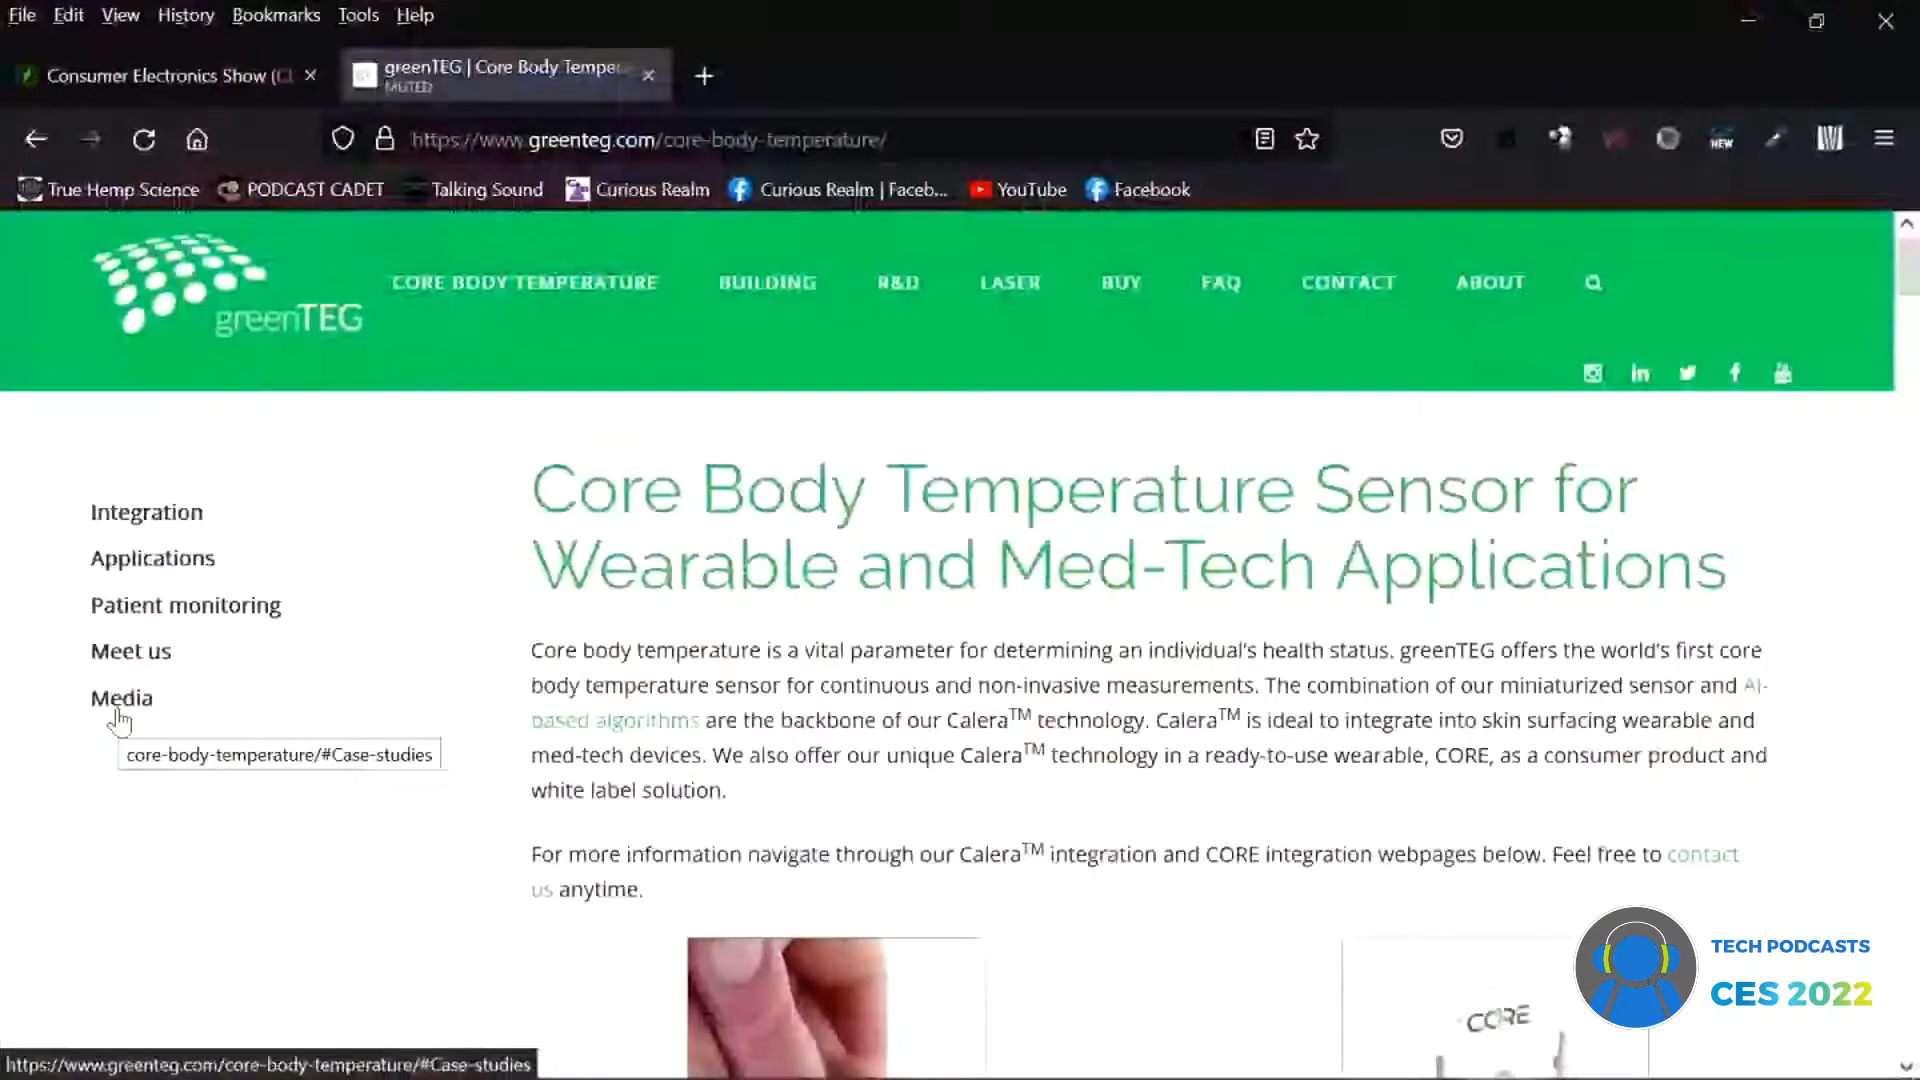 File Edit View History Bookmarks Tools Help
Consumer Electronics Show (C
greenTEG | Core Body Tempe
MUTED
https://www.greenteg.com/core-body-temperature/
NEW
True Hemp Science PODCAST CADET Talking Sound Curious Realm Curious Realm | Faceb... YouTube Facebook
greenTEG
CORE BODY TEMPERATURE BUILDING R&D LASER BUY FAQ CONTACT ABOUT
Integration
Applications
Patient monitoring
Meet us
Media
core-body-temperature/#Case-studies
Core Body Temperature Sensor for
Wearable and Med-Tech Applications
Core body temperature is a vital parameter for determining an individual's health status. greenTEG offers the world's first core
body temperature sensor for continuous and non-invasive measurements. The combination of our miniaturized sensor and AI-
based algorithms are the backbone of our Calera™ technology. Calera™ is ideal to integrate into skin surfacing wearable and
med-tech devices. We also offer our unique Calera™ technology in a ready-to-use wearable, CORE, as a consumer product and
white label solution.
For more information navigate through our Calera™ integration and CORE integration webpages below. Feel free to contact
us anytime.
CORE
TECH PODCASTS
CES 2022
https://www.greenteg.com/core-body-temperature/#Case-studies